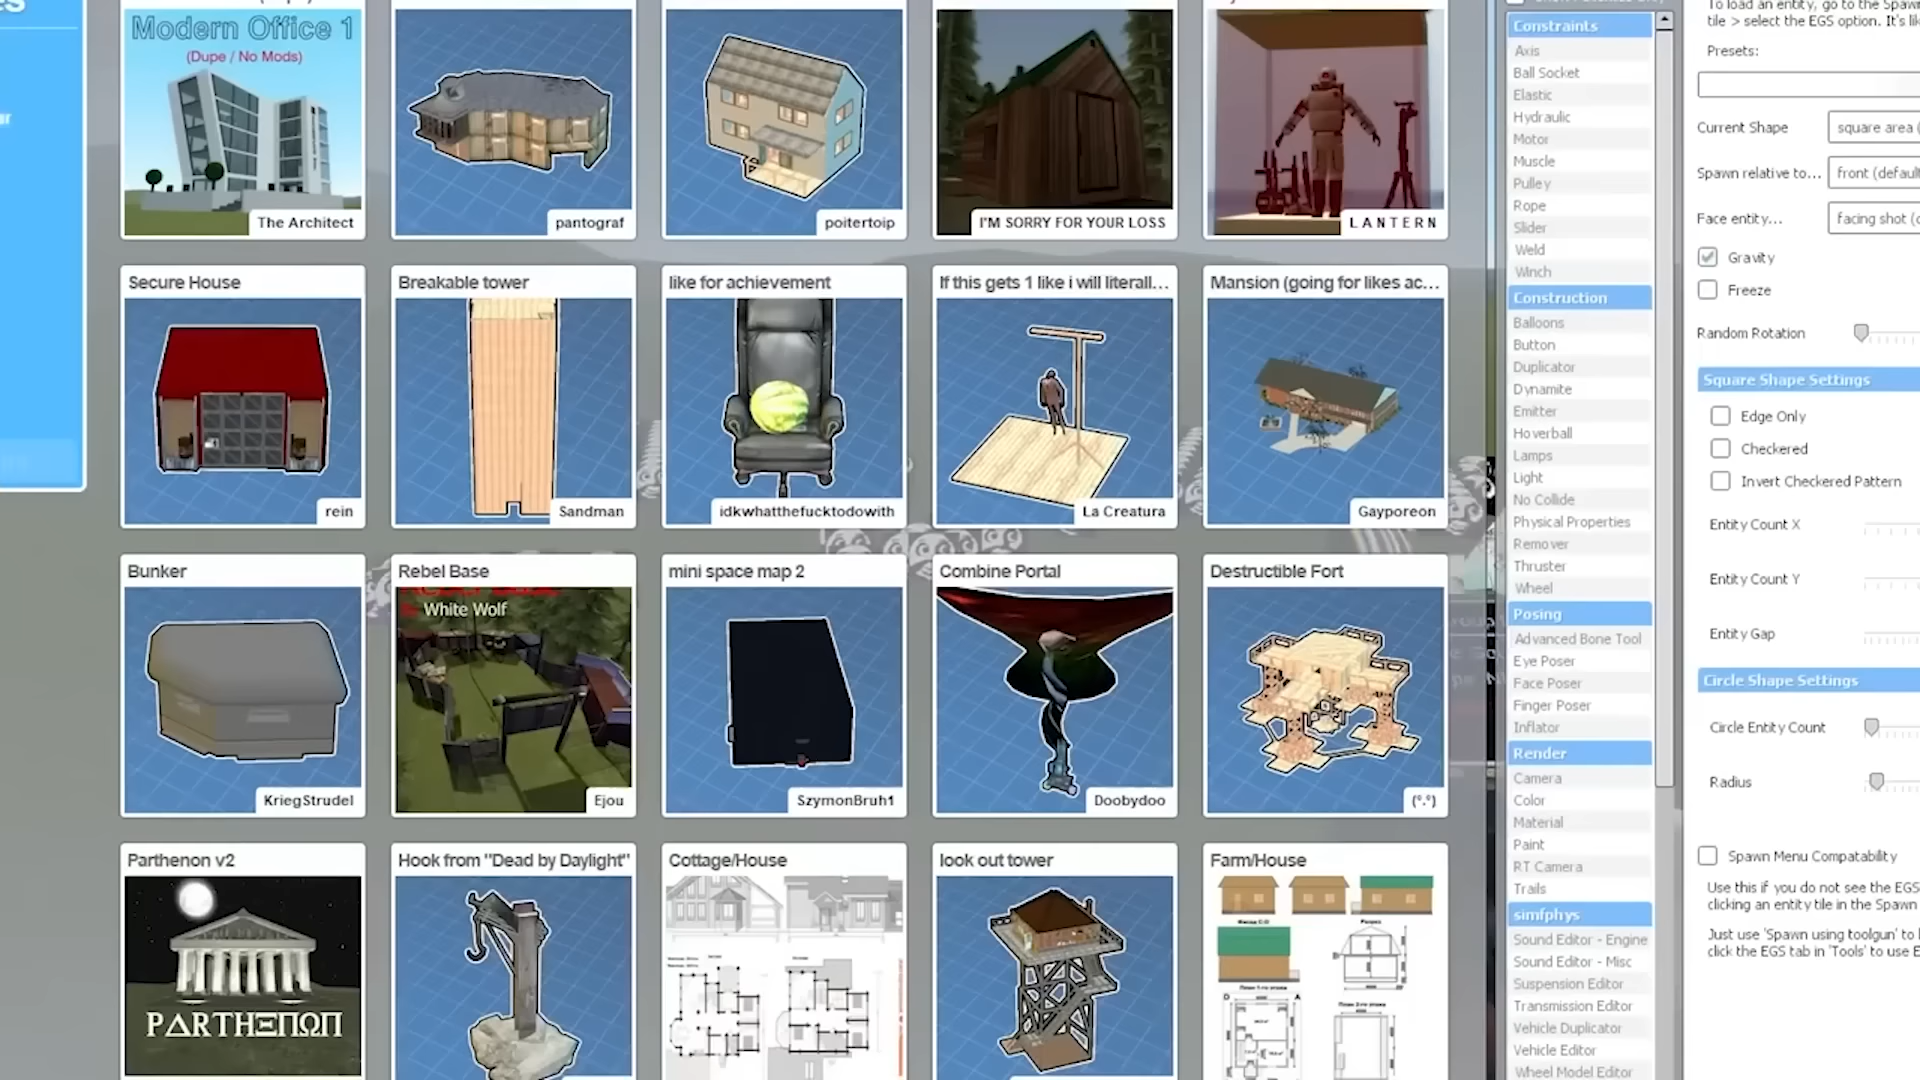 Modern Office 1
(Dupe / No Mods)
The Architect
pantograf
poitertoip
I'M SORRY FOR YOUR LOSS
L A N T E R N
Secure House
rein
Breakable tower
Sandman
like for achievement
idkwhatthefucktodowith
If this gets 1 like i will literall...
La Creatura
Mansion (going for likes ac...
Gayporeon
Bunker
KriegStrudel
Rebel Base
White Wolf
Ejou
mini space map 2
SzymonBruh1
Combine Portal
Doobydoo
Destructible Fort
(°.°)
Parthenon v2
PARTHENON
Hook from "Dead by Daylight"
Cottage/House
look out tower
Farm/House
Constraints
Axis
Ball Socket
Elastic
Hydraulic
Motor
Muscle
Pulley
Rope
Slider
Weld
Winch
Construction
Balloons
Button
Duplicator
Dynamite
Emitter
Hoverball
Lamps
Light
No Collide
Physical Properties
Remover
Thruster
Wheel
Posing
Advanced Bone Tool
Eye Poser
Face Poser
Finger Poser
Inflator
Render
Camera
Color
Material
Paint
RT Camera
Trails
simfphys
Sound Editor - Engine
Sound Editor - Misc
Suspension Editor
Transmission Editor
Vehicle Duplicator
Vehicle Editor
Wheel Model Editor
To load an entity, go to the Spawn
tile > select the EGS option. It's
Presets:
Current Shape
square area (
Spawn relative to...
front (default
Face entity...
facing shot (
Gravity
Freeze
Random Rotation
Square Shape Settings
Edge Only
Checkered
Invert Checkered Pattern
Entity Count X
Entity Count Y
Entity Gap
Circle Shape Settings
Circle Entity Count
Radius
Spawn Menu Compatability
Use this if you do not see the EGS
clicking an entity tile in the Spawn
Just use 'Spawn using toolgun' to
click the EGS tab in 'Tools' to use